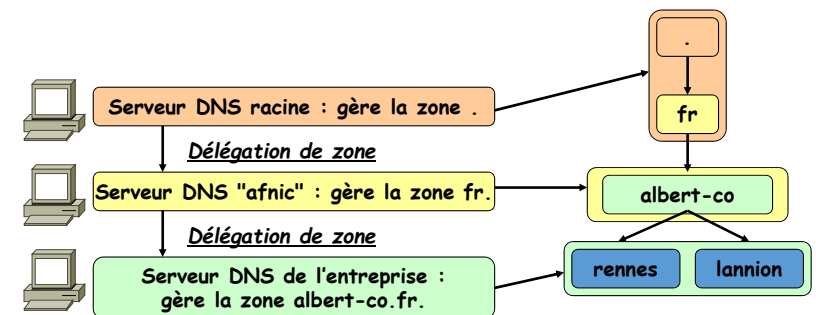 .
Serveur DNS racine : gère la zone .
fr
Délégation de zone
Serveur DNS "afnic" : gère la zone fr.
albert-co
Délégation de zone
Serveur DNS de l'entreprise :
gère la zone albert-co.fr.
rennes
lannion